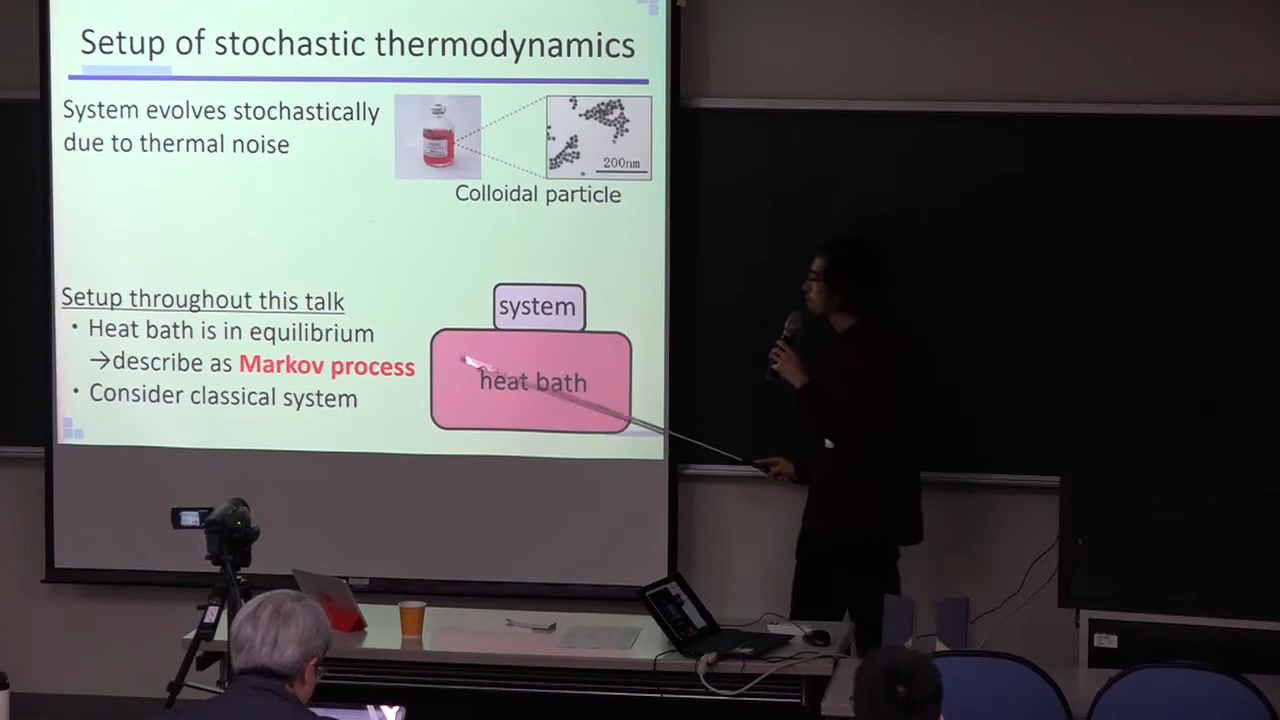 Setup of stochastic thermodynamics
System evolves stochastically
due to thermal noise
200nm
Colloidal particle
Setup throughout this talk
・Heat bath is in equilibrium
→describe as Markov process
・Consider classical system
system
heat bath